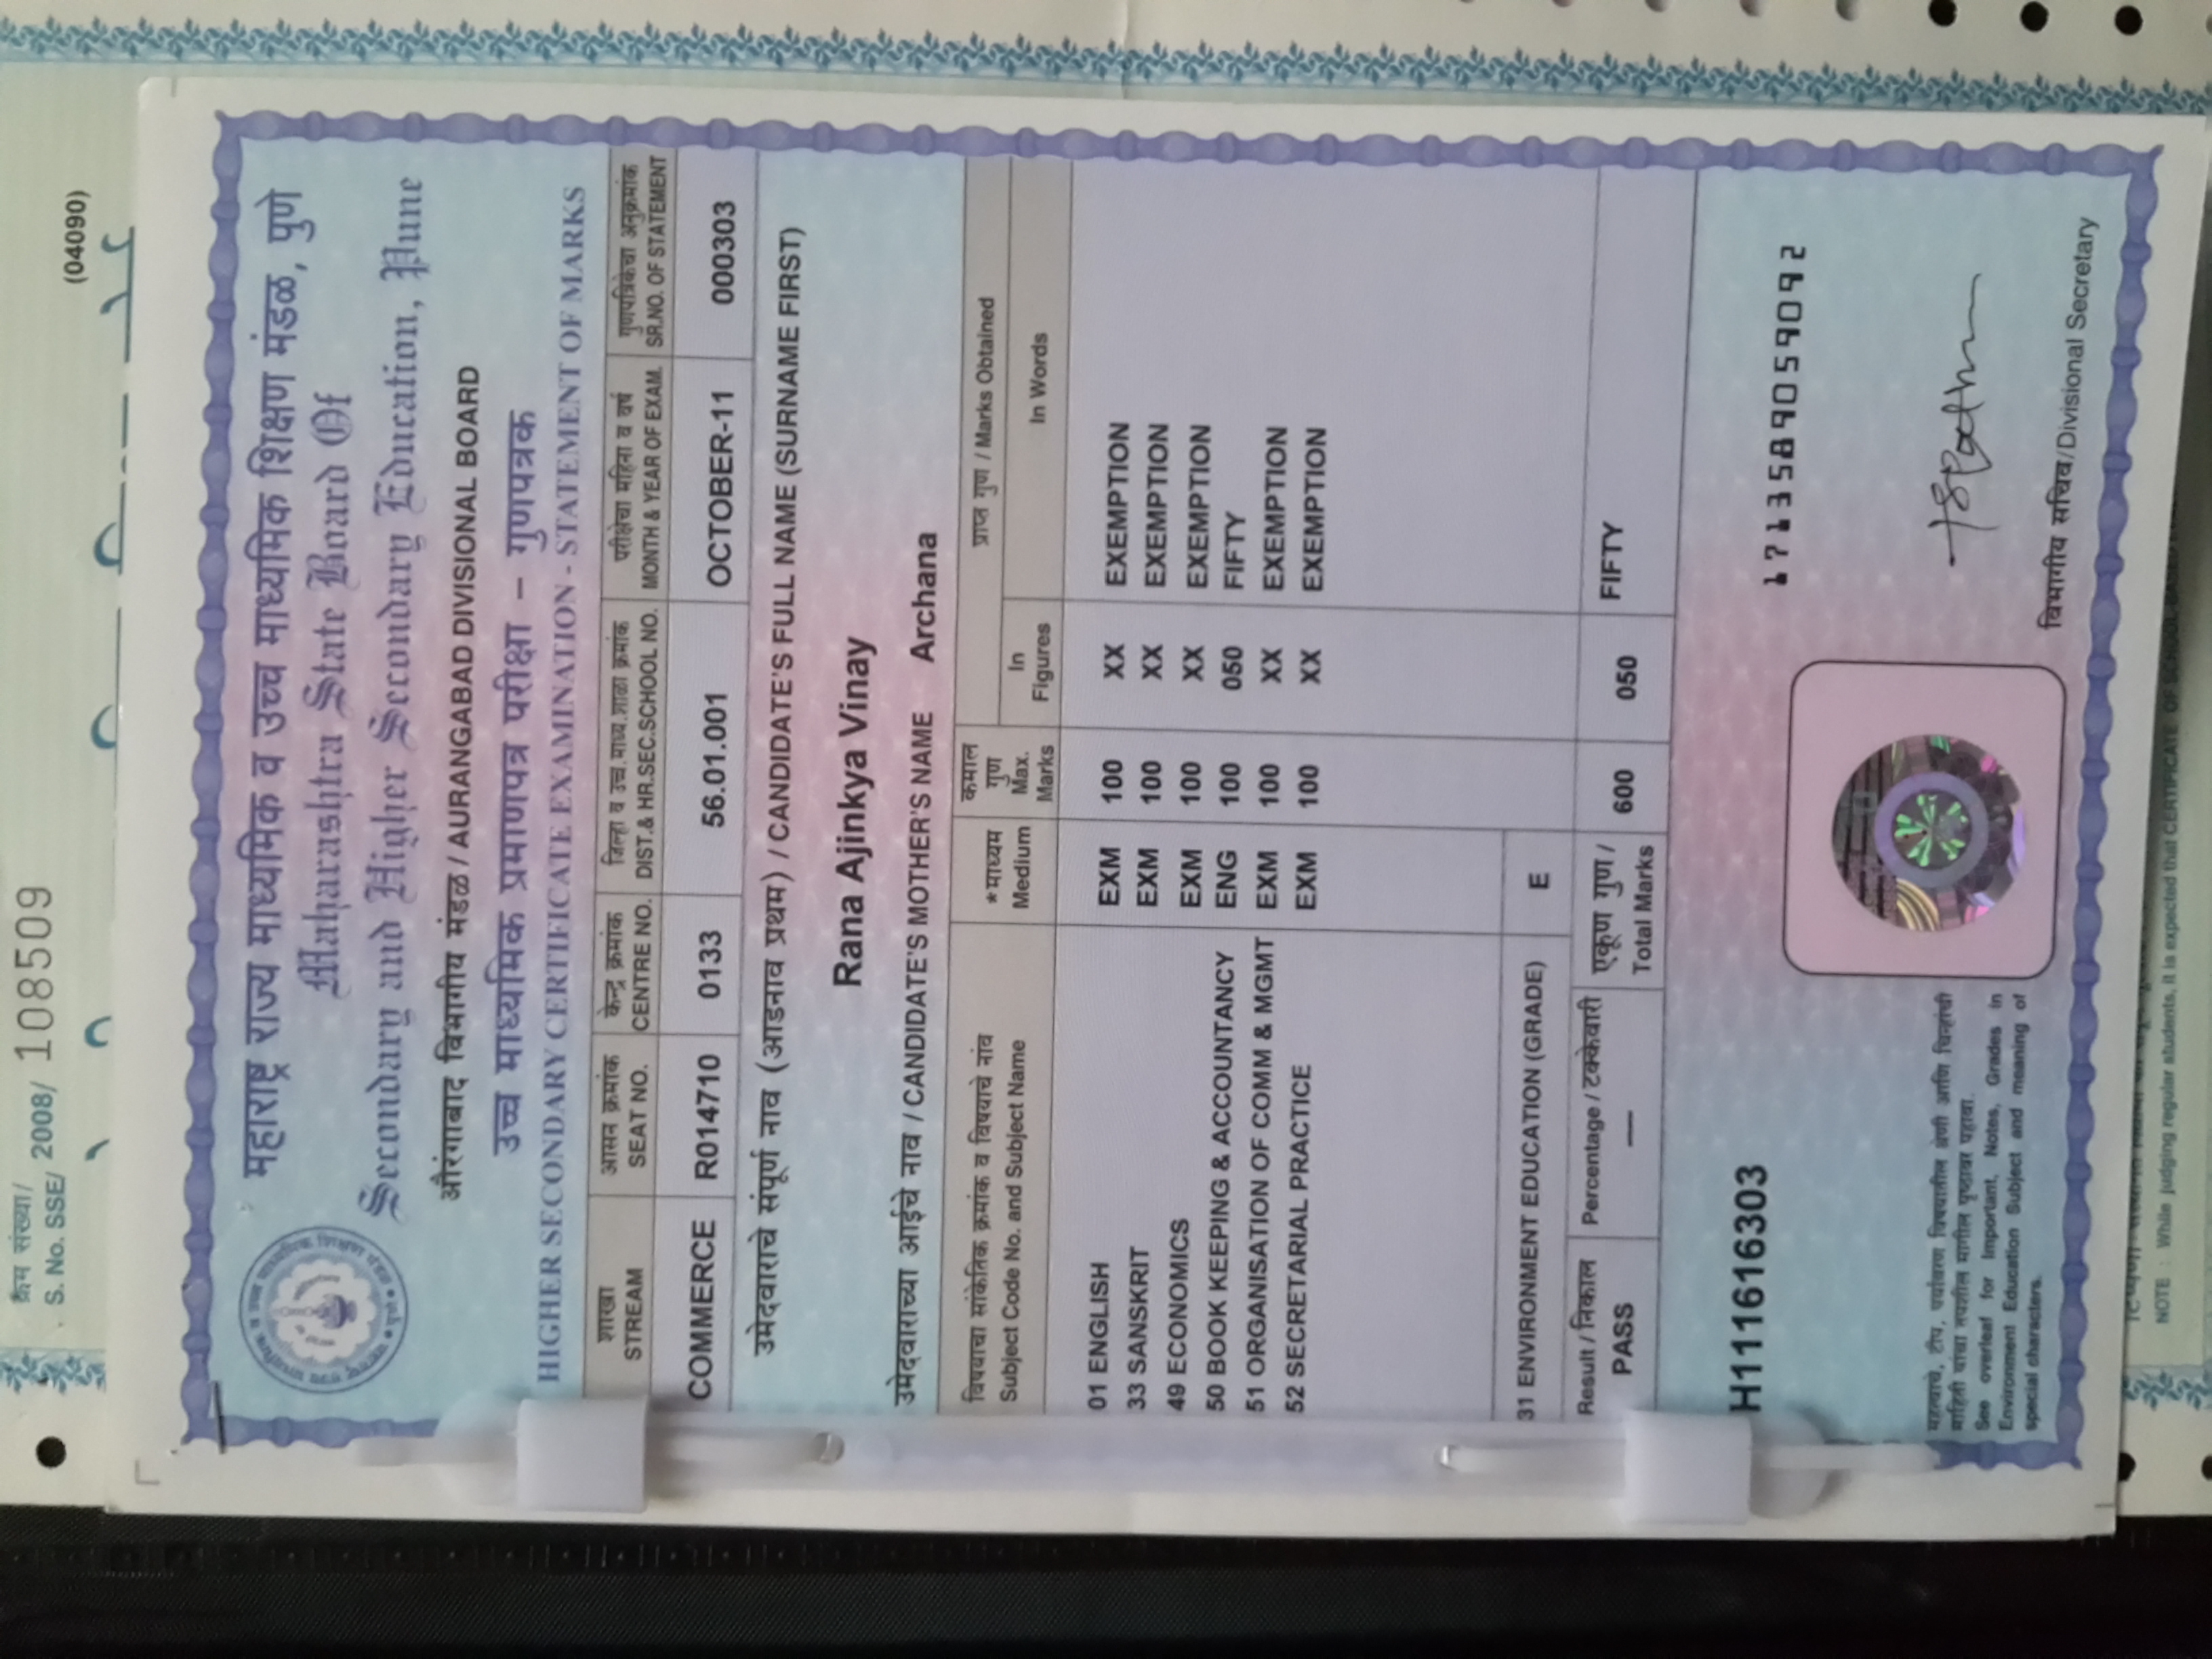 क्रम संख्या/
S. No. SSE/ 2008/ 108509
(04090)
महाराष्ट्र राज्य माध्यमिक व उच्च माध्यमिक शिक्षण मंडळ, पुणे
Maharashtra State Board Of
Secondary and Higher Secondary Education, Pune
औरंगाबाद विभागीय मंडळ / AURANGABAD DIVISIONAL BOARD
उच्च माध्यमिक प्रमाणपत्र परीक्षा – गुणपत्रक
HIGHER SECONDARY CERTIFICATE EXAMINATION - STATEMENT OF MARKS
शाखा आसन क्रमांक केन्द्र क्रमांक जिल्हा व उच्च.माध्य.शाळा क्रमांक परीक्षेचा महिना व वर्ष गुणपत्रिकेचा अनुक्रमांक
STREAM SEAT NO. CENTRE NO. DIST.& HR.SEC.SCHOOL NO. MONTH & YEAR OF EXAM. SR.NO. OF STATEMENT
COMMERCE R014710 0133 56.01.001 OCTOBER-11 000303
उमेदवाराचे संपूर्ण नाव (आडनाव प्रथम) / CANDIDATE'S FULL NAME (SURNAME FIRST)
Rana Ajinkya Vinay
उमेदवाराच्या आईचे नाव / CANDIDATE'S MOTHER'S NAME Archana
विषयाचा सांकेतिक क्रमांक व विषयाचे नांव
Subject Code No. and Subject Name
*माध्यम
Medium
कमाल
गुण
Max.
Marks
प्राप्त गुण / Marks Obtained
In
Figures
In Words
01 ENGLISH EXM 100 XX EXEMPTION
33 SANSKRIT EXM 100 XX EXEMPTION
49 ECONOMICS EXM 100 XX EXEMPTION
50 BOOK KEEPING & ACCOUNTANCY ENG 100 050 FIFTY
51 ORGANISATION OF COMM & MGMT EXM 100 XX EXEMPTION
52 SECRETARIAL PRACTICE EXM 100 XX EXEMPTION
31 ENVIRONMENT EDUCATION (GRADE) E
Result / निकाल
PASS
Percentage / टक्केवारी
—
एकूण गुण /
Total Marks
600 050 FIFTY
H111616303
1713589059092
महत्वाचे, टीप, पर्यावरण विषयातील श्रेणी आणि चिन्हांची
माहिती यांचा तपशील मागील पृष्ठावर पहावा.
See overleaf for Important, Notes, Grades in
Environment Education Subject and meaning of
special characters.
विभागीय सचिव/Divisional Secretary
NOTE : While judging regular students, it is expected that CERTIFICATE OF SCHOOL-BASED